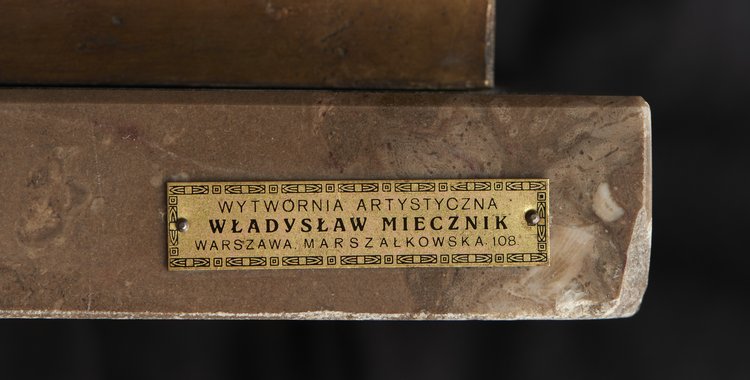 WYTWÓRNIA ARTYSTYCZNA
WŁADYSŁAW MIECZNIK
WARSZAWA, MARSZAŁKOWSKA 108.